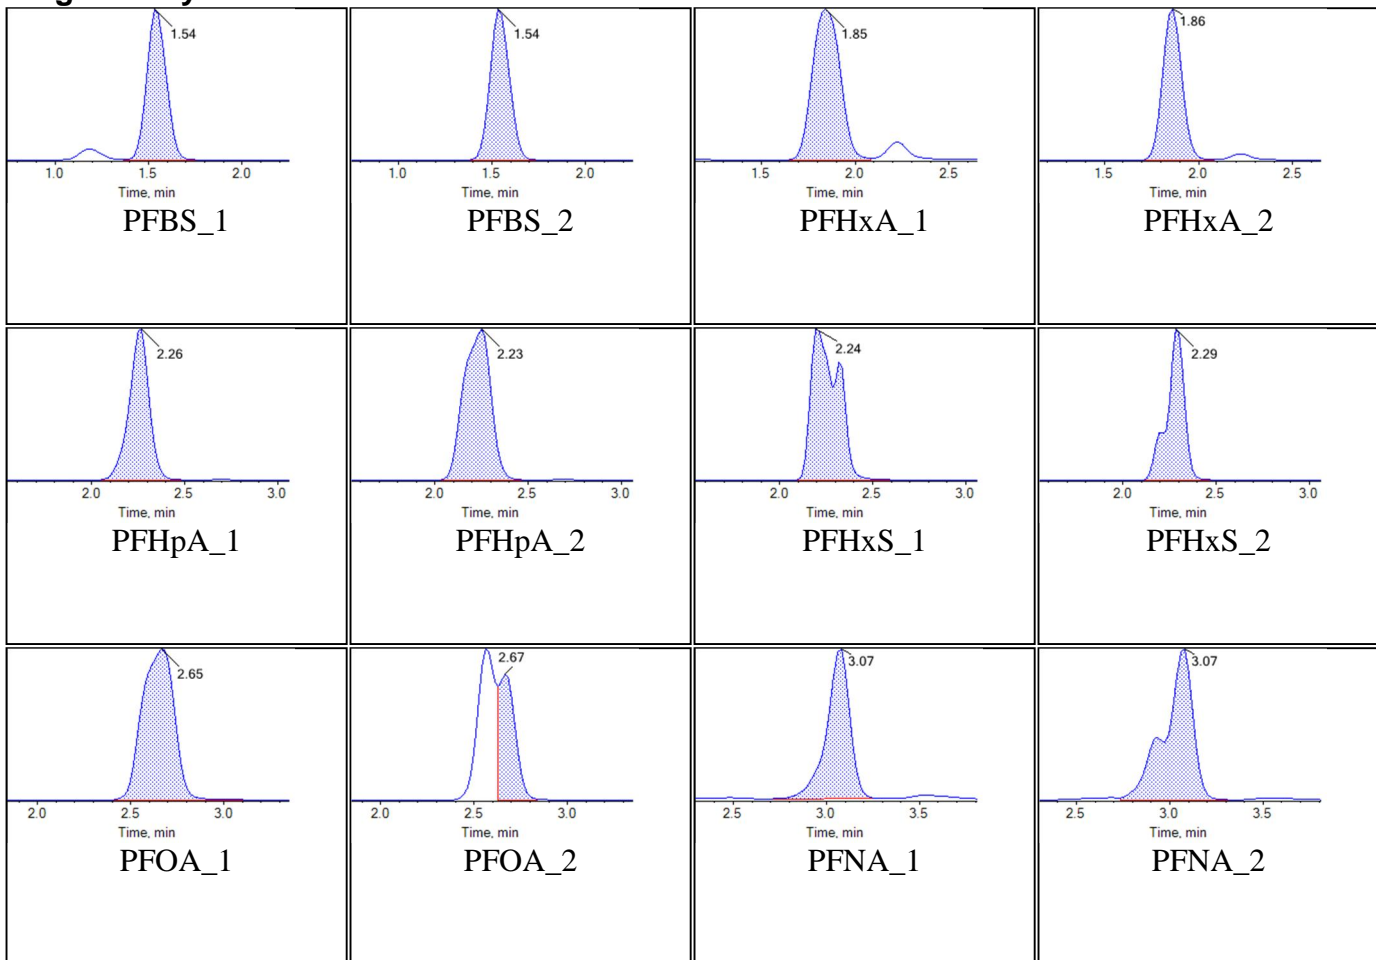 1.54 1.54 1.85 1.86
1.0 1.5 2.0 1.0 1.5 2.0 1.5 2.0 2.5 1.5 2.0 2.5
Time, min Time, min Time, min Time, min
PFBS_1 PFBS_2 PFHxA_1 PFHxA_2
2.26 2.23 2.24 2.29
2.0 2.5 3.0 2.0 2.5 3.0 2.0 2.5 3.0 2.0 2.5 3.0
Time, min Time, min Time, min Time, min
PFHpA_1 PFHpA_2 PFHxS_1 PFHxS_2
2.65 2.67 3.07 3.07
2.0 2.5 3.0 2.0 2.5 3.0 2.5 3.0 3.5 2.5 3.0 3.5
Time, min Time, min Time, min Time, min
PFOA_1 PFOA_2 PFNA_1 PFNA_2